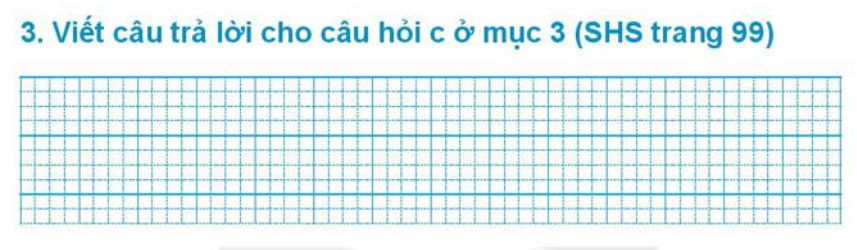 3. Viết câu trả lời cho câu hỏi c ở mục 3 (SHS trang 99)